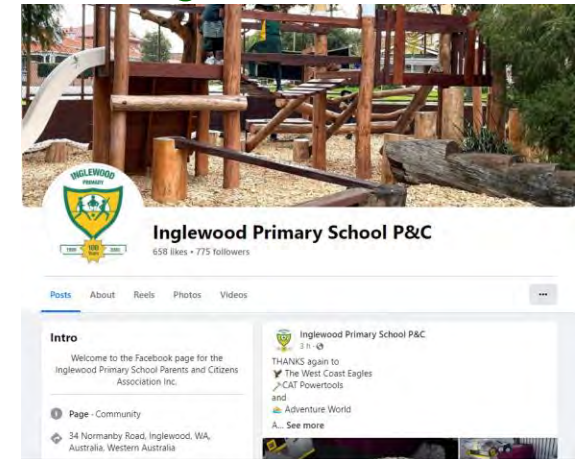 INGLEWOOD
PRIMARY
100
Years
Inglewood Primary School P&C
658 likes • 775 followers
Posts About Reels Photos Videos
...
Intro
Welcome to the Facebook page for the
Inglewood Primary School Parents and Citizens
Association Inc.
Page · Community
34 Normanby Road, Inglewood, WA,
Australia, Western Australia
Inglewood Primary School P&C
3 h ·
THANKS again to
The West Coast Eagles
CAT Powertools
and
Adventure World
A... See more